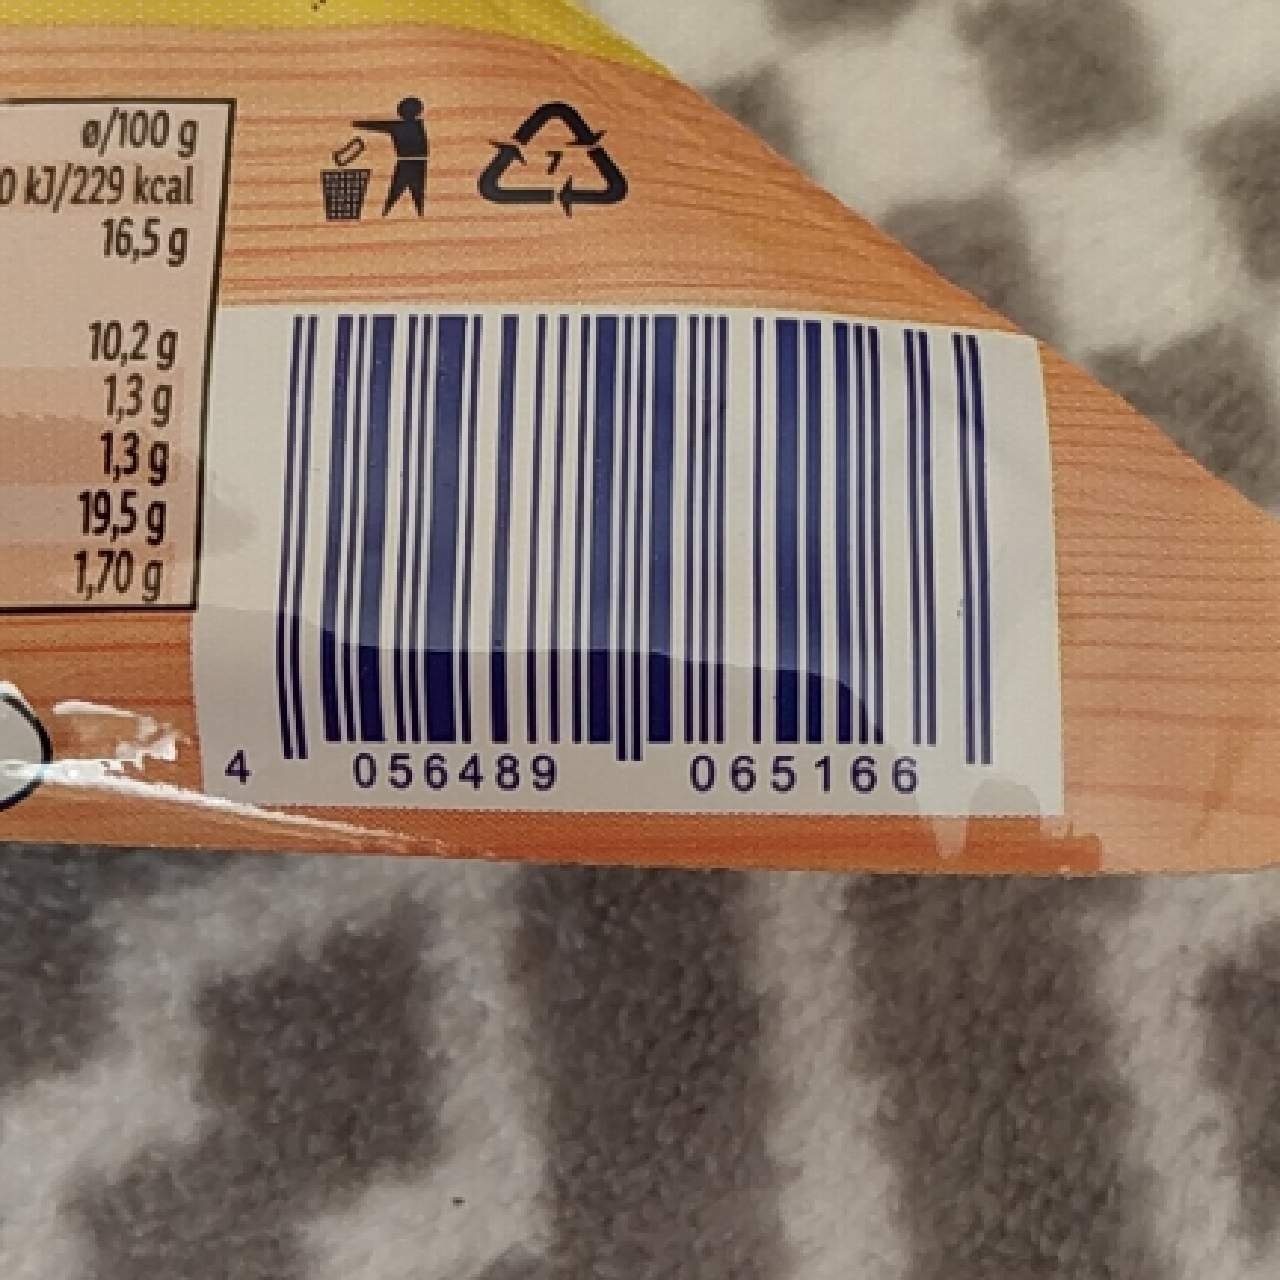 ø/100 g
0 kJ/229 kcal
16,5 g
10,2 g
1,3 g
1,3 g
19,5 g
1,70 g
7
4 056489 065166